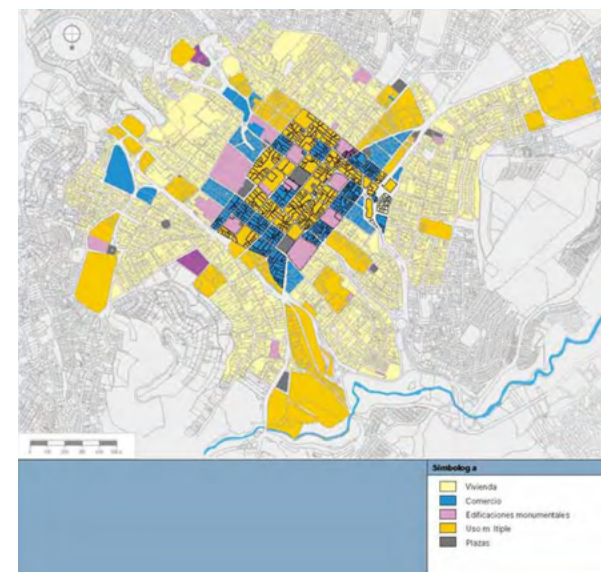 Simbolog a
Vivienda
Comercio
Edificaciones monumentales
Uso m ltiple
Plazas